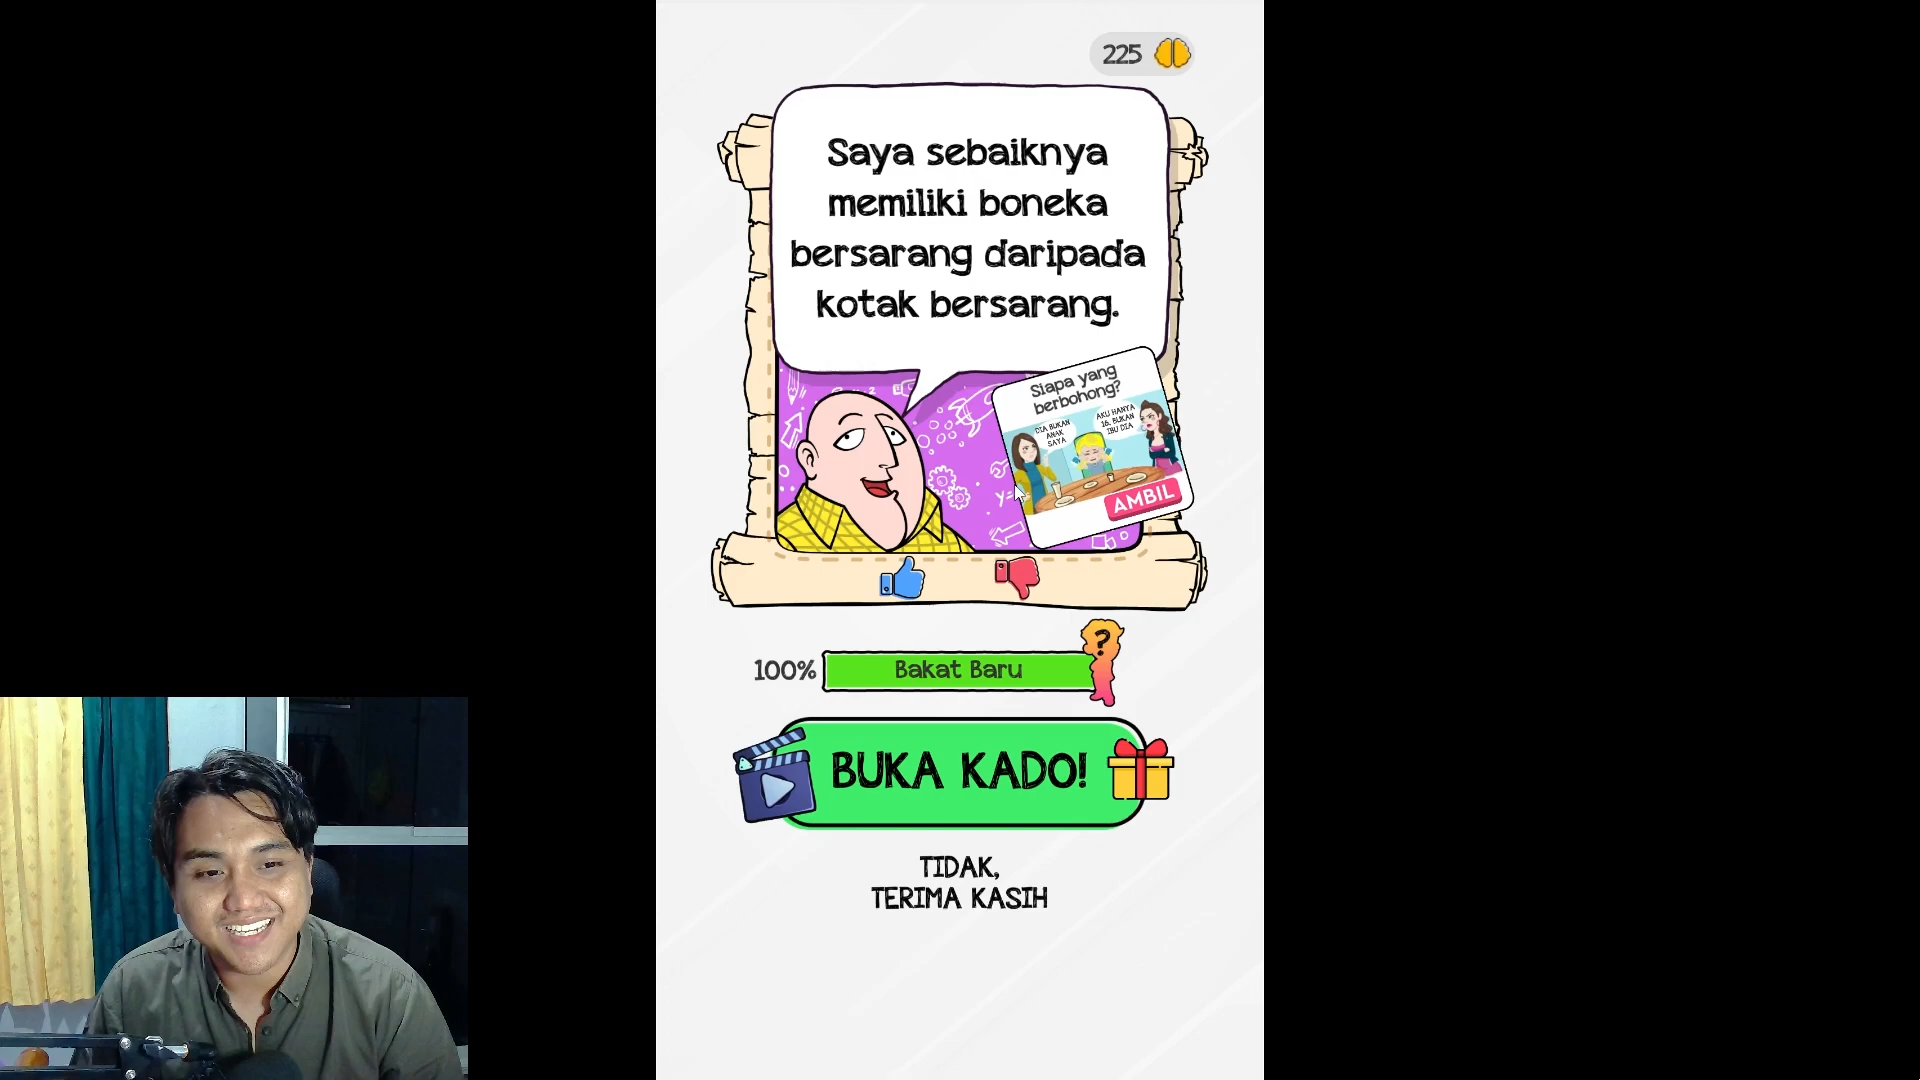 225
Saya sebaiknya
memiliki boneka
bersarang daripada
kotak bersarang.
Siapa yang
berbohong?
DIA BUKAN
ANAK
SAYA
AKU HANYA
16, BUKAN
IBU DIA
Y=
AMBIL
100%
Bakat Baru
?
BUKA KADO!
TIDAK,
TERIMA KASIH